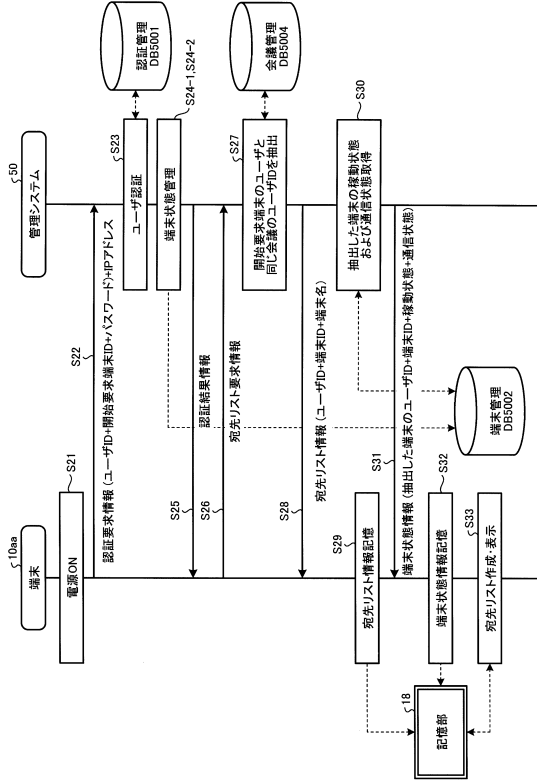 10aa
端末
50
管理システム
S21
電源ON
S22
認証要求情報(ユーザID+開始要求端末ID+パスワード)+IPアドレス
S23
ユーザ認証
認証管理
DB5001
S24-1,S24-2
端末状態管理
S25
認証結果情報
S26
宛先リスト要求情報
S27
開始要求端末のユーザと
同じ会議のユーザIDを抽出
会議管理
DB5004
S28
宛先リスト情報(ユーザID+端末ID+端末名)
S29
宛先リスト情報記憶
S30
抽出した端末の稼動状態
および通信状態取得
S31
端末状態情報(抽出した端末のユーザID+端末ID+稼動状態+通信状態)
端末管理
DB5002
S32
端末状態情報記憶
S33
宛先リスト作成・表示
18
記憶部